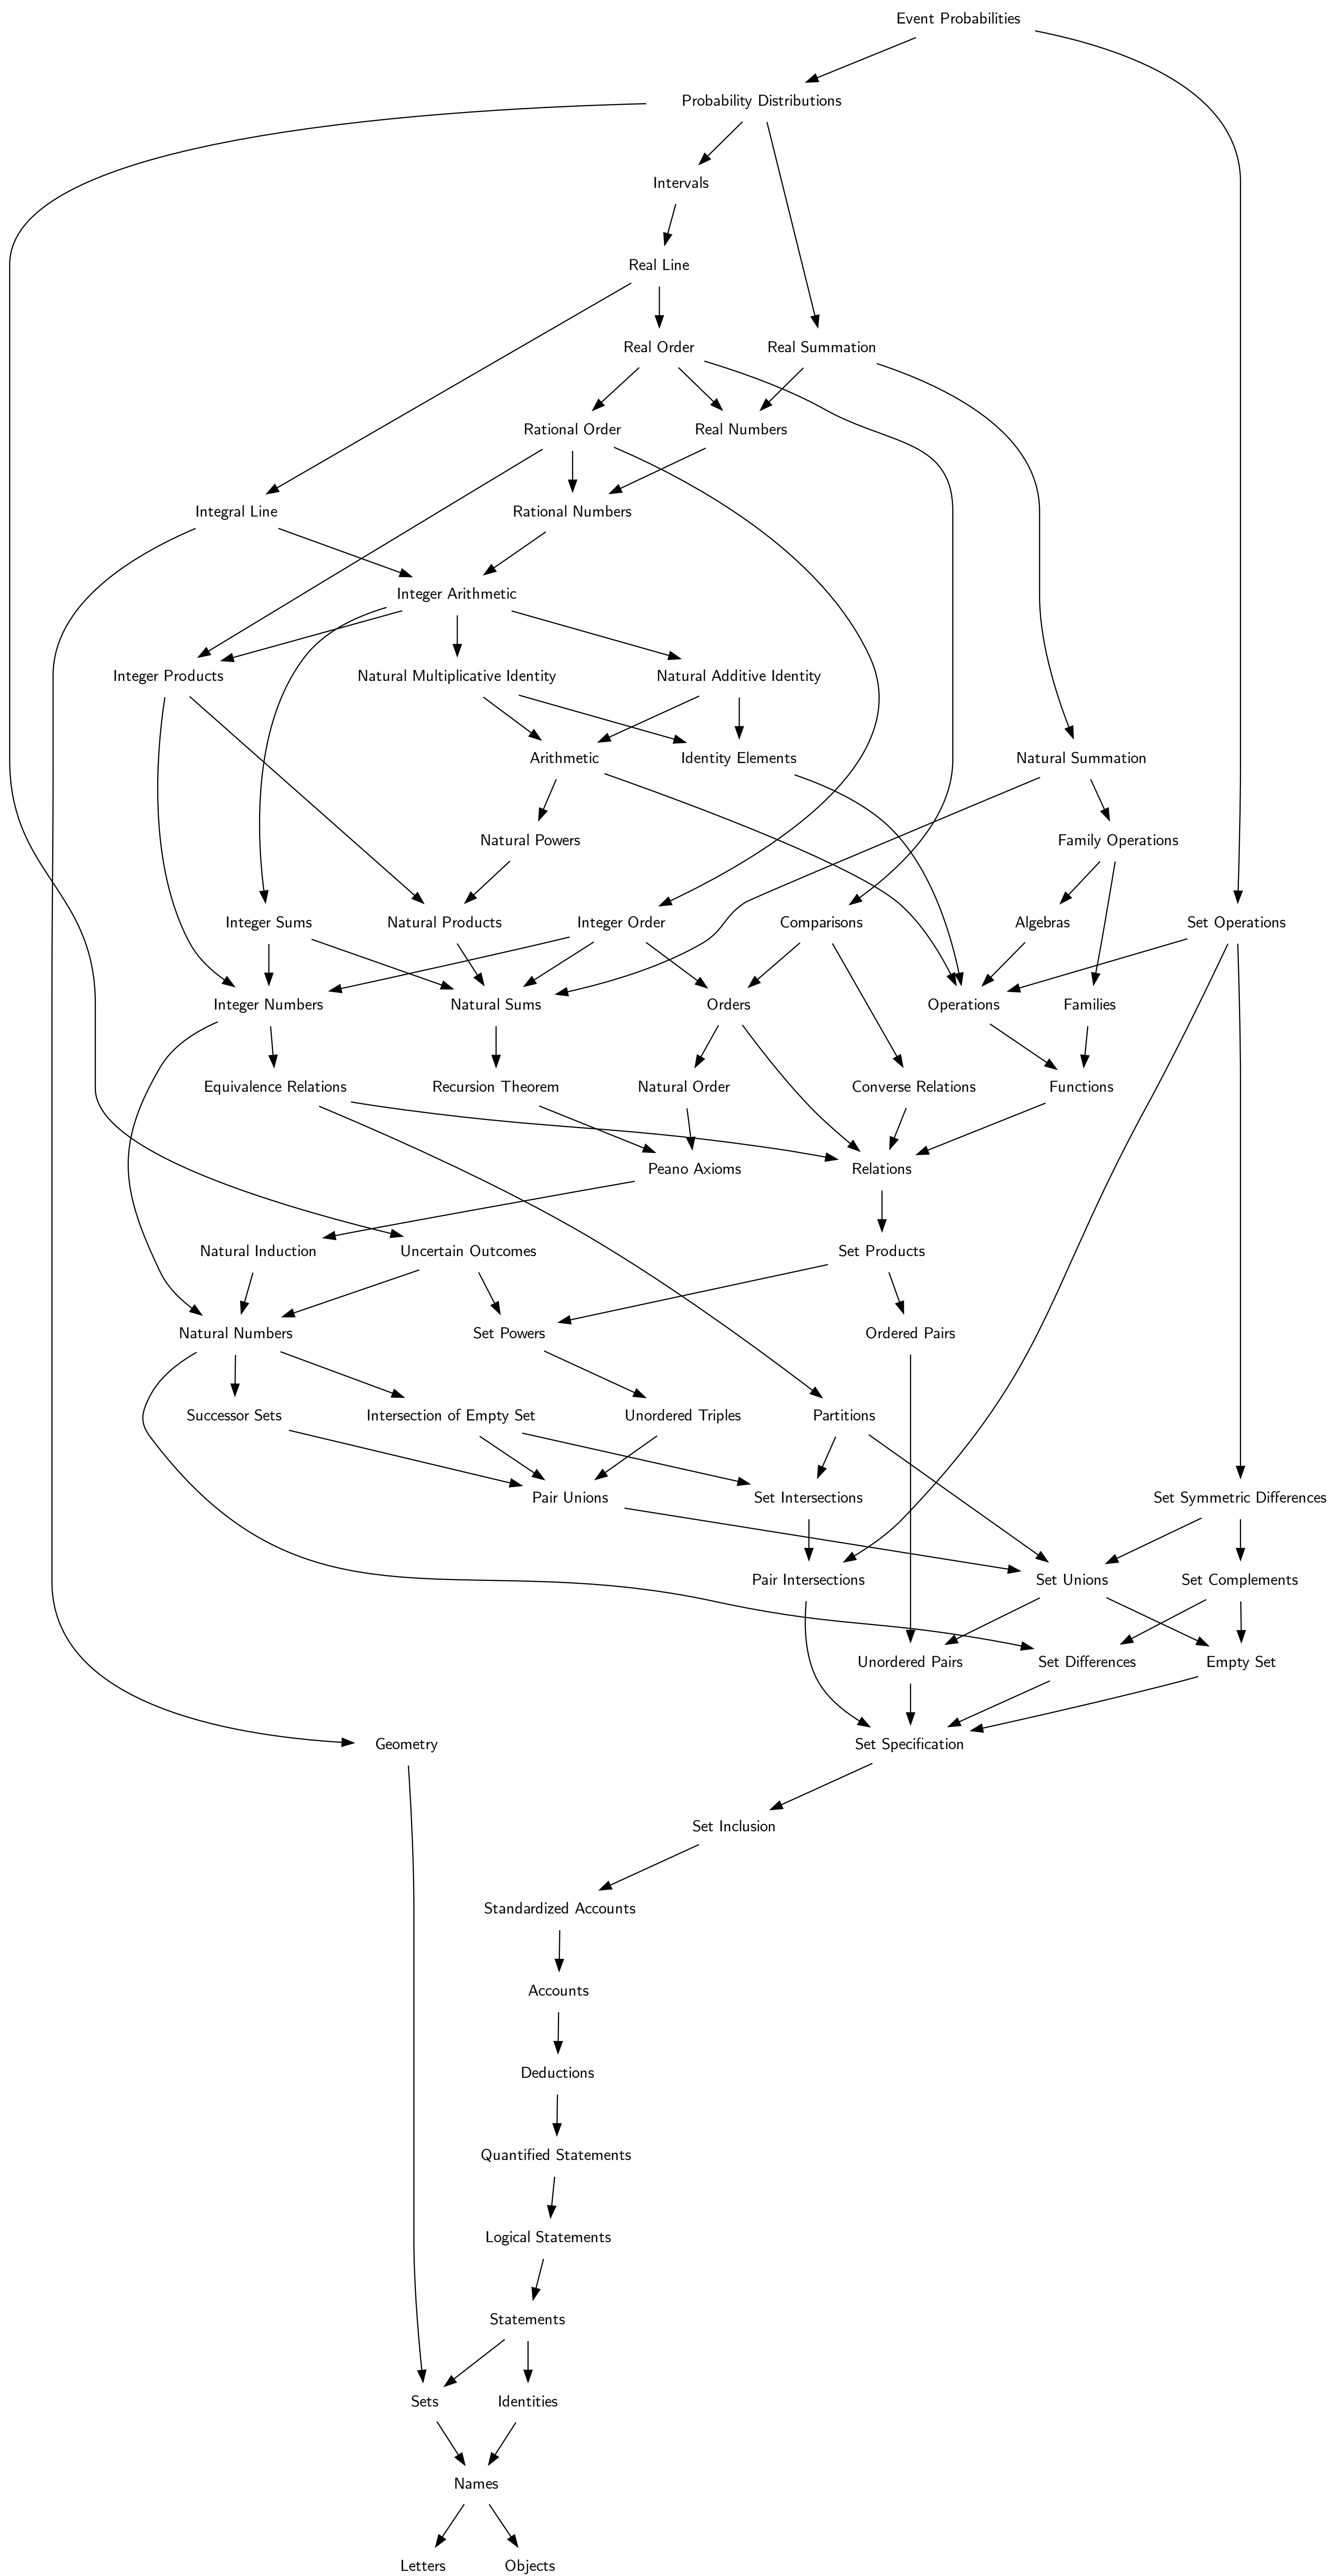 Event Probabilities
Probability Distributions
Intervals
Real Line
Real Order
Real Summation
Rational Order
Real Numbers
Integral Line
Rational Numbers
Integer Arithmetic
Integer Products
Natural Multiplicative Identity
Natural Additive Identity
Arithmetic
Identity Elements
Natural Summation
Natural Powers
Family Operations
Integer Sums
Natural Products
Integer Order
Comparisons
Algebras
Set Operations
Integer Numbers
Natural Sums
Orders
Operations
Families
Equivalence Relations
Recursion Theorem
Natural Order
Converse Relations
Functions
Peano Axioms
Relations
Natural Induction
Uncertain Outcomes
Set Products
Natural Numbers
Set Powers
Ordered Pairs
Successor Sets
Intersection of Empty Set
Unordered Triples
Partitions
Pair Unions
Set Intersections
Set Symmetric Differences
Pair Intersections
Set Unions
Set Complements
Unordered Pairs
Set Differences
Empty Set
Geometry
Set Specification
Set Inclusion
Standardized Accounts
Accounts
Deductions
Quantified Statements
Logical Statements
Statements
Sets
Identities
Names
Letters
Objects